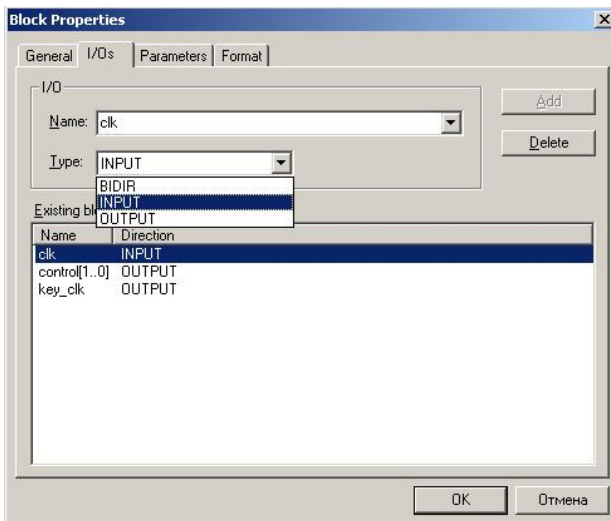 Block Properties
General I/Os Parameters Format
I/O
Name: clk
Add
Type: INPUT
Delete
BIDIR
INPUT
OUTPUT
Existing bl
Name Direction
clk INPUT
control[1..0] OUTPUT
key_clk OUTPUT
OK Отмена